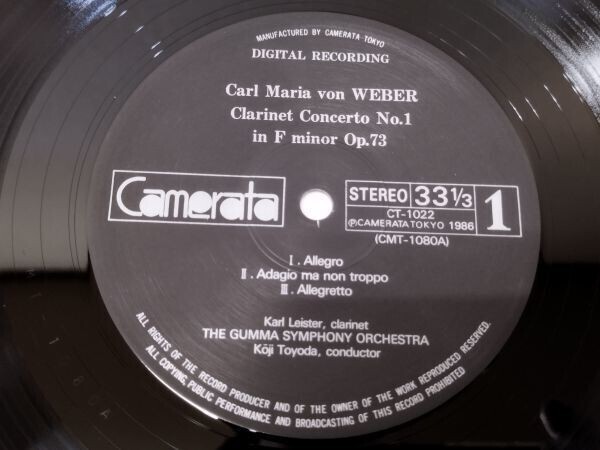 MANUFACTURED BY CAMERATA TOKYO
DIGITAL RECORDING
Carl Maria von WEBER
Clarinet Concerto No.1
in F minor Op.73
Camerata
STEREO 33 1/3 1
CT-1022
ⓟCAMERATA TOKYO 1986
(CMT-1080A)
Ⅰ. Allegro
Ⅱ. Adagio ma non troppo
Ⅲ. Allegretto
Karl Leister, clarinet
THE GUMMA SYMPHONY ORCHESTRA
Kōji Toyoda, conductor
ALL RIGHTS OF THE RECORD PRODUCER AND OF THE OWNER OF THE WORK REPRODUCED RESERVED.
ALL COPYING, PUBLIC PERFORMANCE AND BROADCASTING OF THIS RECORD PROHIBITED